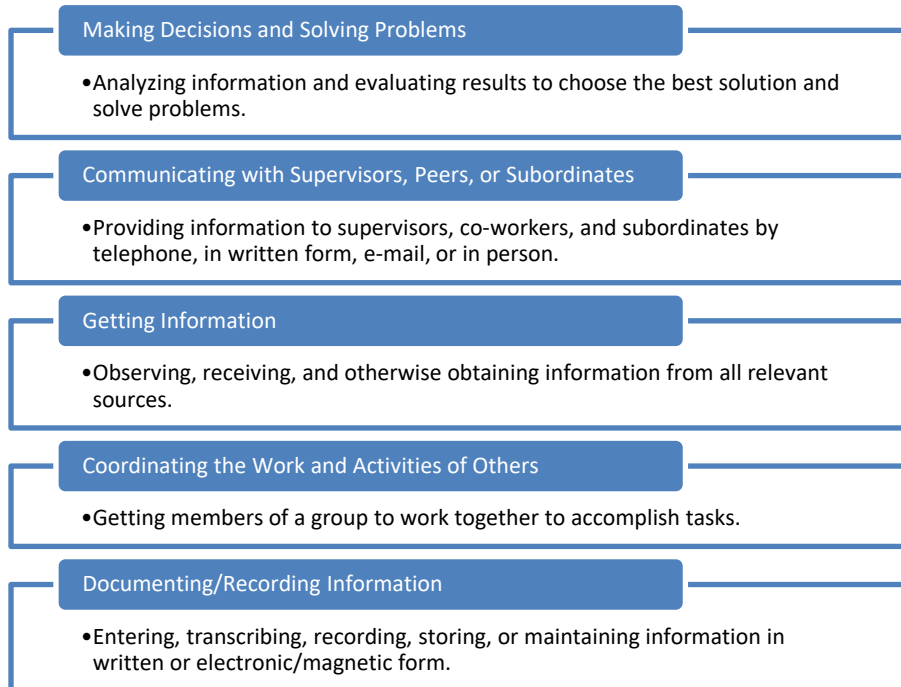 Making Decisions and Solving Problems
•Analyzing information and evaluating results to choose the best solution and
solve problems.
Communicating with Supervisors, Peers, or Subordinates
•Providing information to supervisors, co-workers, and subordinates by
telephone, in written form, e-mail, or in person.
Getting Information
•Observing, receiving, and otherwise obtaining information from all relevant
sources.
Coordinating the Work and Activities of Others
•Getting members of a group to work together to accomplish tasks.
Documenting/Recording Information
•Entering, transcribing, recording, storing, or maintaining information in
written or electronic/magnetic form.